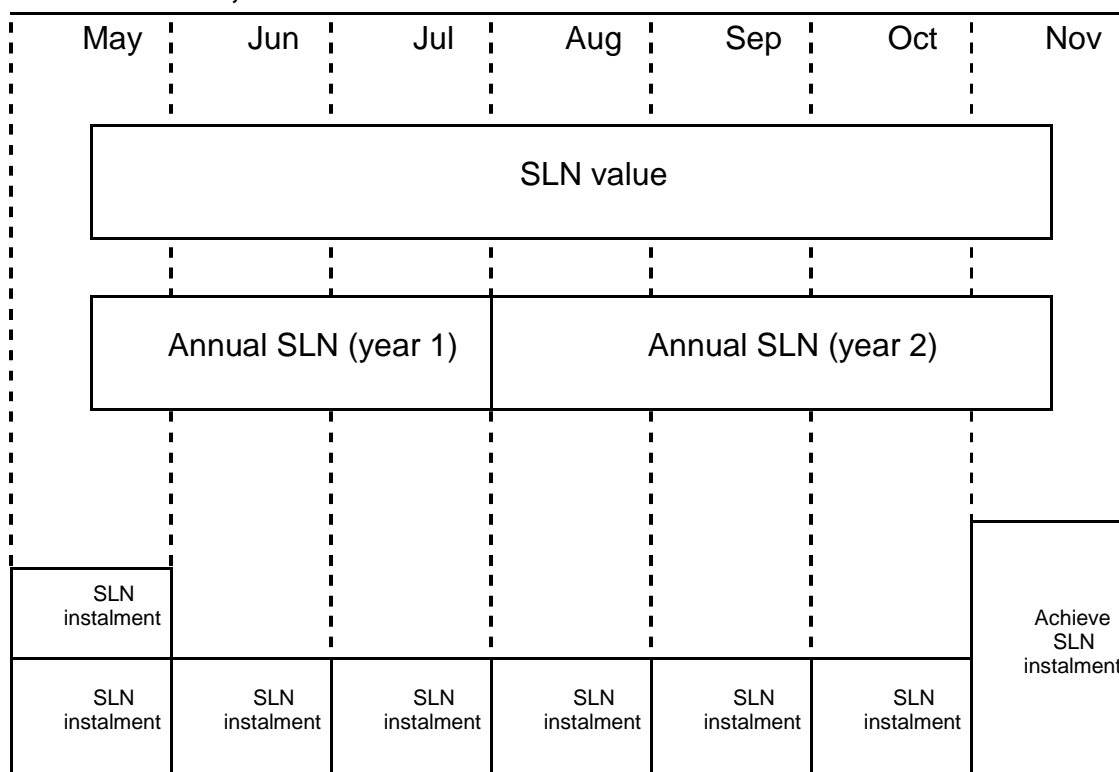 May Jun Jul Aug Sep Oct Nov
SLN value
Annual SLN (year 1) Annual SLN (year 2)
SLN
instalment
Achieve
SLN
instalment
SLN
instalment
SLN
instalment
SLN
instalment
SLN
instalment
SLN
instalment
SLN
instalment